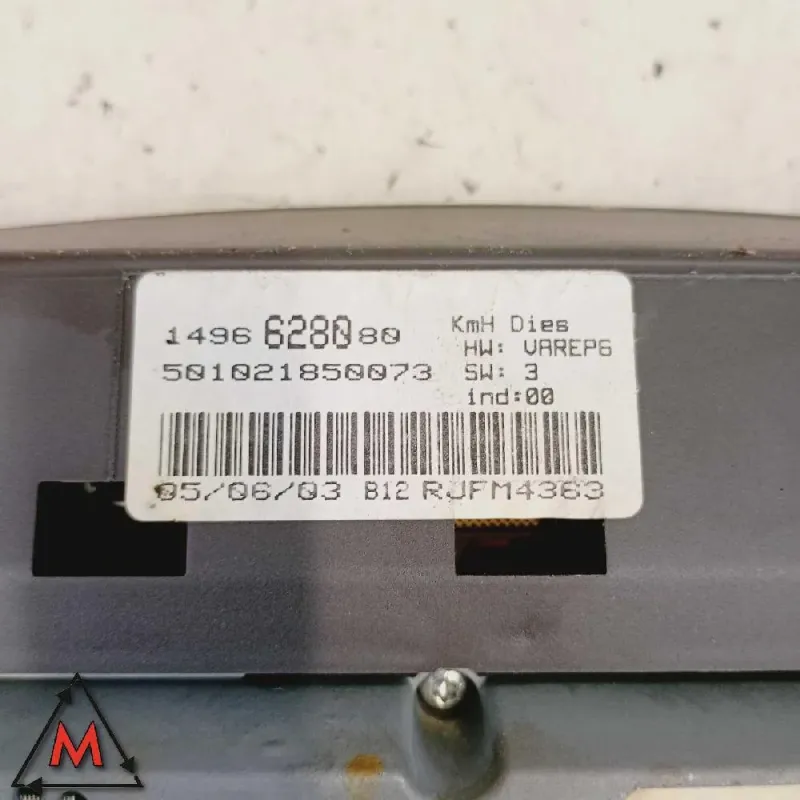 1496 6280 80
501021850073
KmH Dies
HW: VAREP6
SW: 3
ind:00
05/06/03 B12 RJFM4363
M